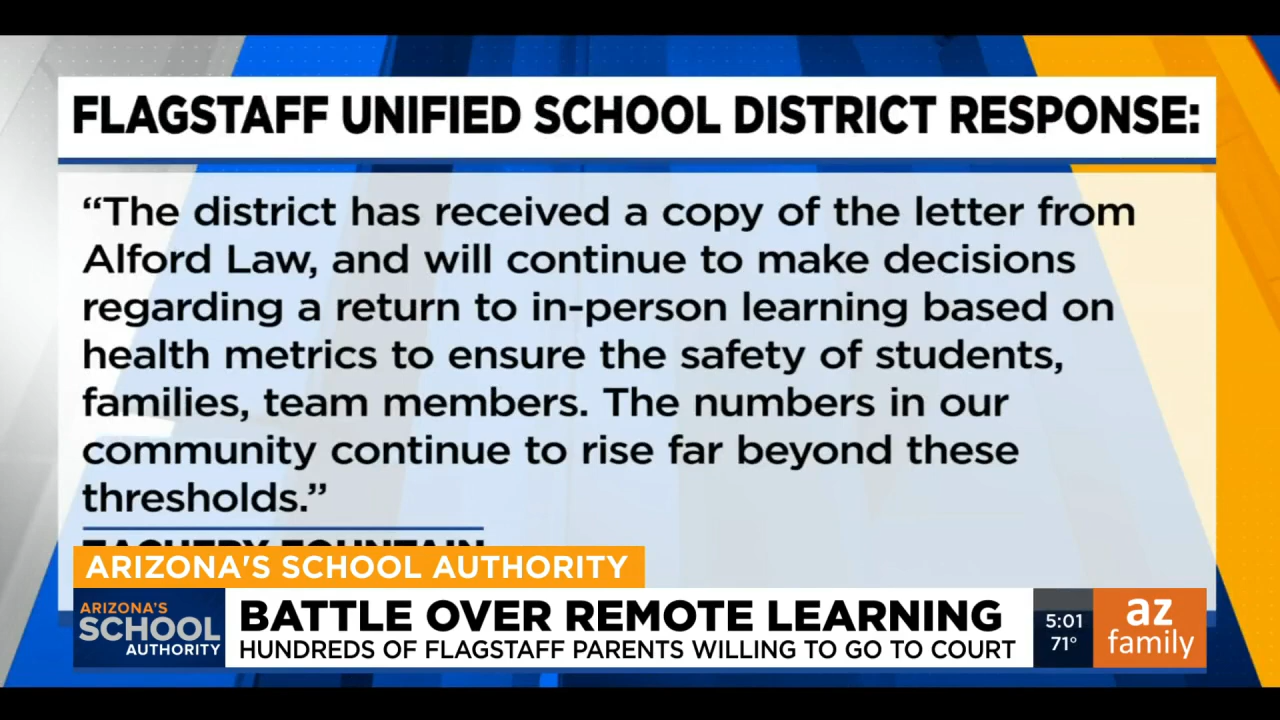 FLAGSTAFF UNIFIED SCHOOL DISTRICT RESPONSE:
“The district has received a copy of the letter from
Alford Law, and will continue to make decisions
regarding a return to in-person learning based on
health metrics to ensure the safety of students,
families, team members. The numbers in our
community continue to rise far beyond these
thresholds.”
ZACHERY FOUNTAIN
ARIZONA'S SCHOOL AUTHORITY
ARIZONA'S
SCHOOL
AUTHORITY
BATTLE OVER REMOTE LEARNING
HUNDREDS OF FLAGSTAFF PARENTS WILLING TO GO TO COURT
5:01
71°
az
family